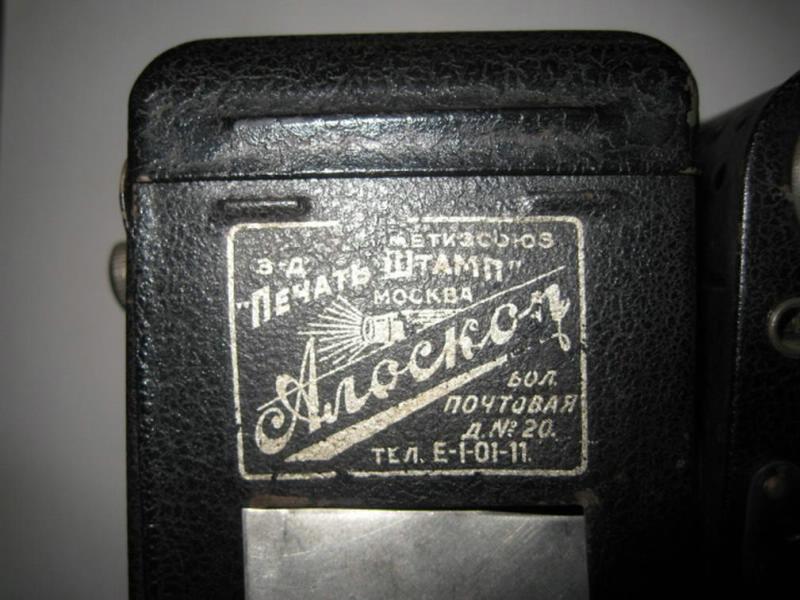 МЕТИЗСОЮЗ
З-Д
"ПЕЧАТЬ ШТАМП"
МОСКВА
Алоскоп
БОЛ.
ПОЧТОВАЯ
Д. № 20.
ТЕЛ. Е-1-01-11.